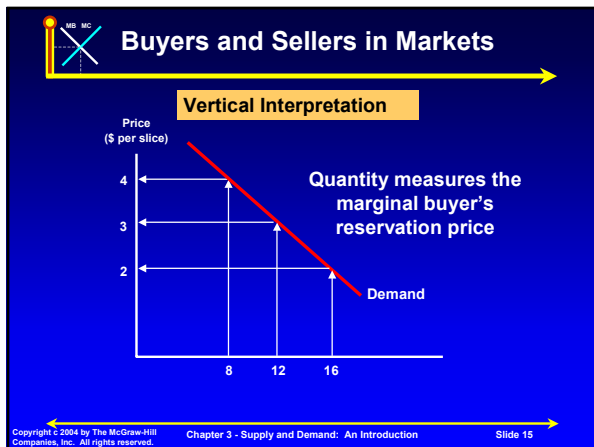 MB MC
Buyers and Sellers in Markets
Vertical Interpretation
Price
($ per slice)
4
3
2
Quantity measures the
marginal buyer's
reservation price
Demand
8 12 16
Copyright c 2004 by The McGraw-Hill
Companies, Inc. All rights reserved.
Chapter 3 - Supply and Demand: An Introduction
Slide 15